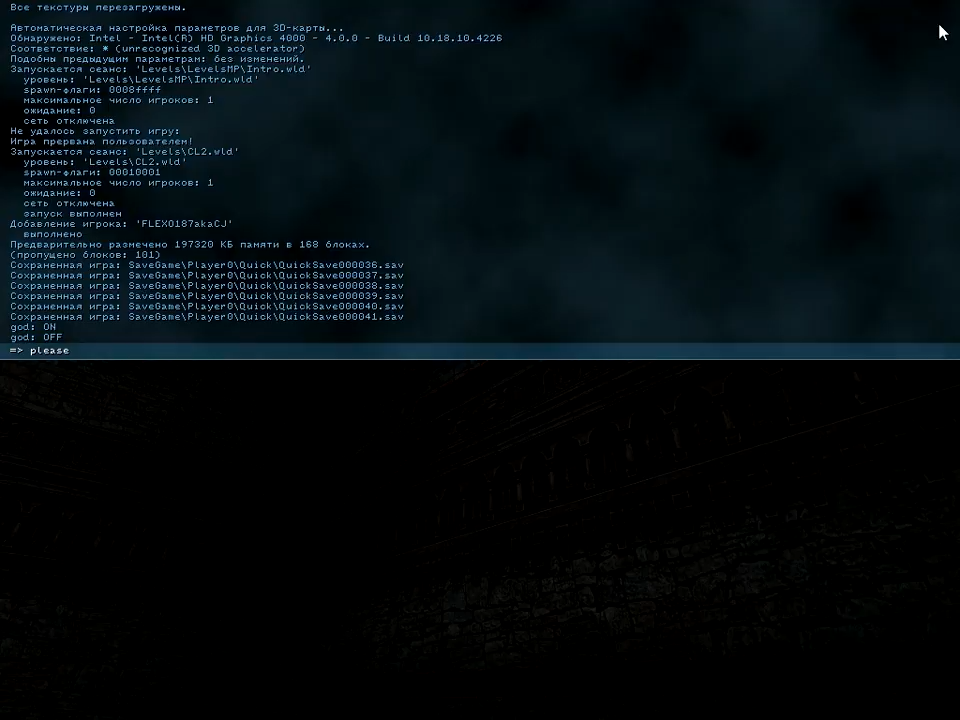 Все текстуры перезагружены.
Автоматическая настройка параметров для 3D-карты...
Обнаружено: Intel - Intel(R) HD Graphics 4000 - 4.0.0 - Build 10.18.10.4226
Соответствие: * (unrecognized 3D accelerator)
Подобны предыдущим параметрам: без изменений.
Запускается сеанс: 'Levels\LevelsMP\Intro.wld'
уровень: 'Levels\LevelsMP\Intro.wld'
spawn-флаги: 0008ffff
максимальное число игроков: 1
ожидание: 0
сеть отключена
Не удалось запустить игру:
Игра прервана пользователем!
Запускается сеанс: 'Levels\CL2.wld'
уровень: 'Levels\CL2.wld'
spawn-флаги: 00010001
максимальное число игроков: 1
ожидание: 0
сеть отключена
запуск выполнен
Добавление игрока: 'FLEX0187akaCJ'
выполнено
Предварительно размечено 197320 КБ памяти в 168 блоках.
(пропущено блоков: 101)
Сохраненная игра: SaveGame\Player0\Quick\QuickSave000036.sav
Сохраненная игра: SaveGame\Player0\Quick\QuickSave000037.sav
Сохраненная игра: SaveGame\Player0\Quick\QuickSave000038.sav
Сохраненная игра: SaveGame\Player0\Quick\QuickSave000039.sav
Сохраненная игра: SaveGame\Player0\Quick\QuickSave000040.sav
Сохраненная игра: SaveGame\Player0\Quick\QuickSave000041.sav
god: ON
god: OFF
=> please